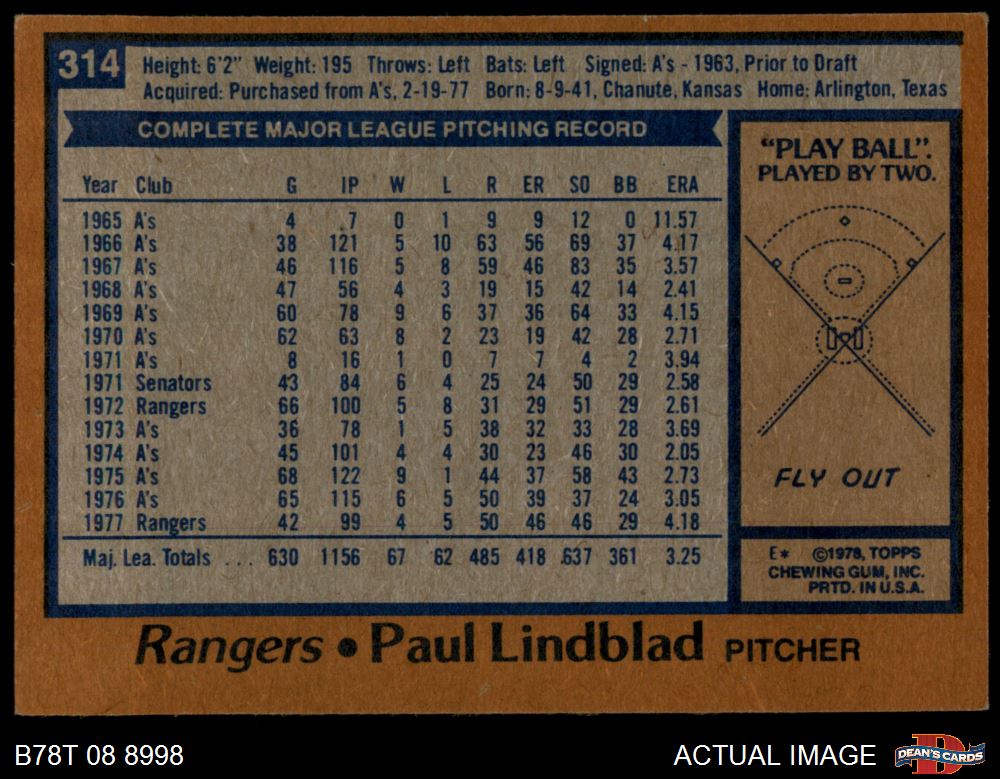 314
Height: 6'2" Weight: 195 Throws: Left Bats: Left Signed: A's - 1963, Prior to Draft
Acquired: Purchased from A's, 2-19-77 Born: 8-9-41, Chanute, Kansas Home: Arlington, Texas
COMPLETE MAJOR LEAGUE PITCHING RECORD
Year Club G IP W L R ER SO BB ERA
1965 A's 4 7 0 1 9 9 12 0 11.57
1966 A's 38 121 5 10 63 56 69 37 4.17
1967 A's 46 116 5 8 59 46 83 35 3.57
1968 A's 47 56 4 3 19 15 42 14 2.41
1969 A's 60 78 9 6 37 36 64 33 4.15
1970 A's 62 63 8 2 23 19 42 28 2.71
1971 A's 8 16 1 0 7 7 4 2 3.94
1971 Senators 43 84 6 4 25 24 50 29 2.58
1972 Rangers 66 100 5 8 31 29 51 29 2.61
1973 A's 36 78 1 5 38 32 33 28 3.69
1974 A's 45 101 4 4 30 23 46 30 2.05
1975 A's 68 122 9 1 44 37 58 43 2.73
1976 A's 65 115 6 5 50 39 37 24 3.05
1977 Rangers 42 99 4 5 50 46 46 29 4.18
Maj. Lea. Totals ... 630 1156 67 62 485 418 637 361 3.25
"PLAY BALL".
PLAYED BY TWO.
FLY OUT
E* ©1978, TOPPS
CHEWING GUM, INC.
PRTD. IN U.S.A.
Rangers • Paul Lindblad PITCHER
B78T 08 8998
ACTUAL IMAGE
DEAN'S CARDS